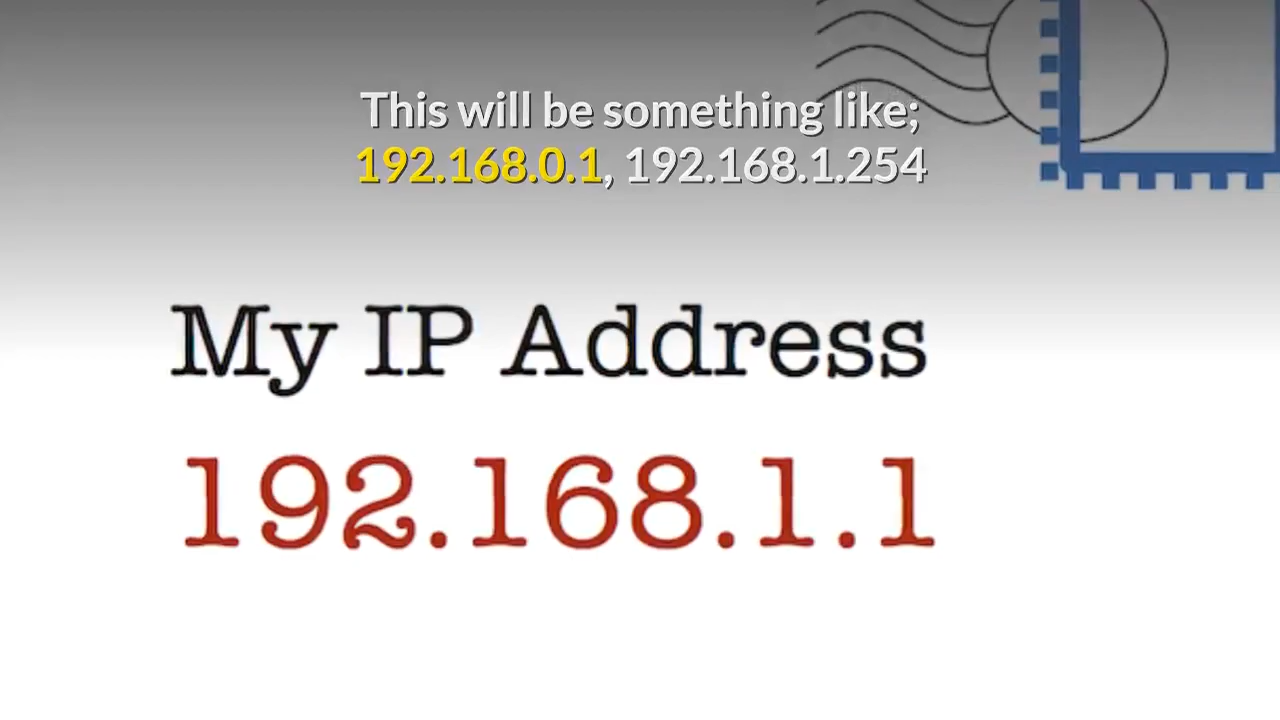 This will be something like;
192.168.0.1, 192.168.1.254
My IP Address
192.168.1.1